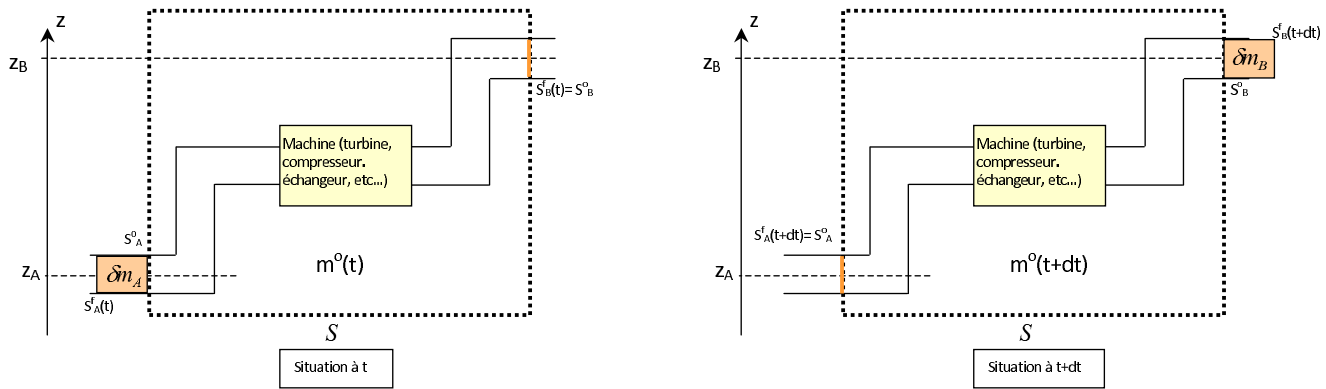 z
z_B
S^f_B(t)= S^o_B
Machine (turbine,
compresseur.
échangeur, etc...)
S^o_A
m^o(t)
z_A
δm_A
S^f_A(t)
S
Situation à t
z
S^f_B(t+dt)
z_B
δm_B
S^o_B
Machine (turbine,
compresseur.
échangeur, etc...)
S^f_A(t+dt)= S^o_A
m^o(t+dt)
z_A
S
Situation à t+dt